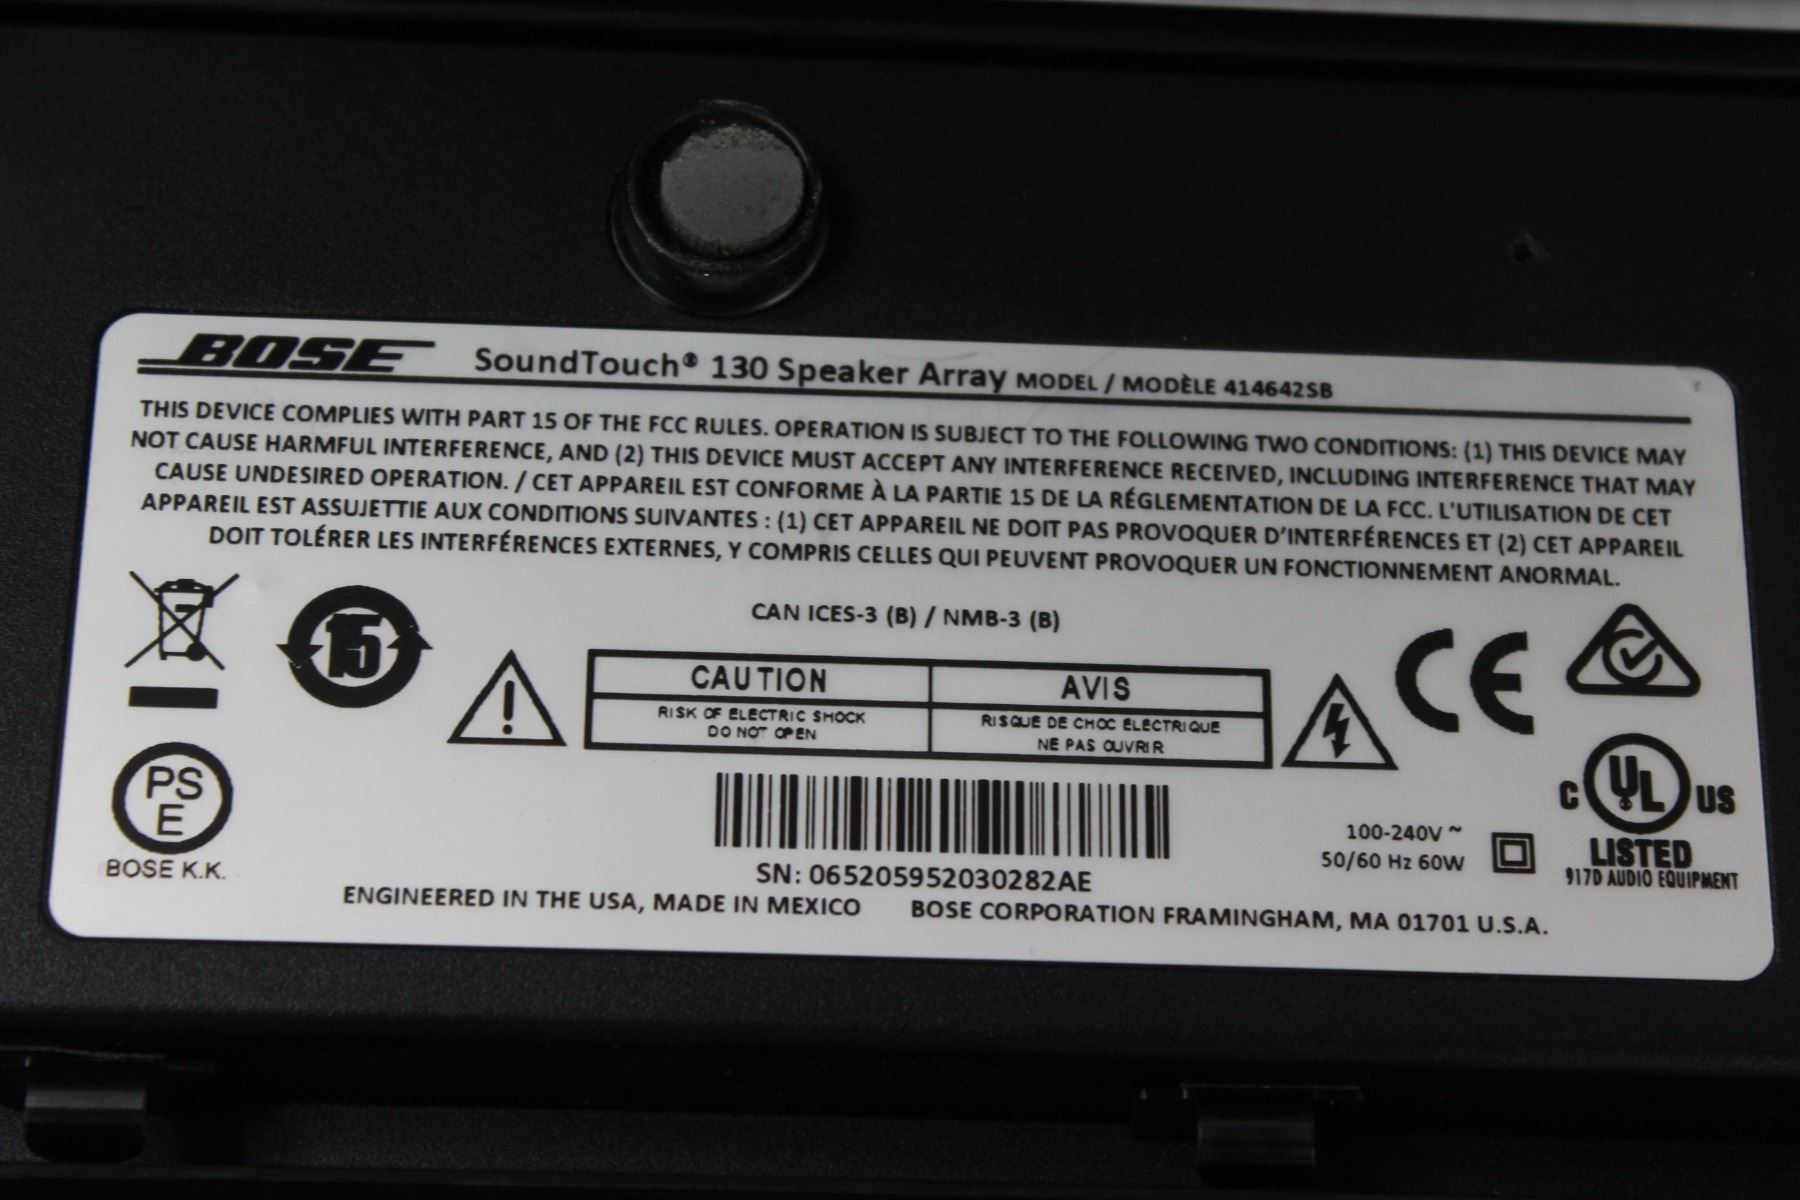 BOSE SoundTouch® 130 Speaker Array MODEL / MODÈLE 414642SB
THIS DEVICE COMPLIES WITH PART 15 OF THE FCC RULES. OPERATION IS SUBJECT TO THE FOLLOWING TWO CONDITIONS: (1) THIS DEVICE MAY
NOT CAUSE HARMFUL INTERFERENCE, AND (2) THIS DEVICE MUST ACCEPT ANY INTERFERENCE RECEIVED, INCLUDING INTERFERENCE THAT MAY
CAUSE UNDESIRED OPERATION. / CET APPAREIL EST CONFORME À LA PARTIE 15 DE LA RÉGLEMENTATION DE LA FCC. L'UTILISATION DE CET
APPAREIL EST ASSUJETTIE AUX CONDITIONS SUIVANTES : (1) CET APPAREIL NE DOIT PAS PROVOQUER D'INTERFÉRENCES ET (2) CET APPAREIL
DOIT TOLÉRER LES INTERFÉRENCES EXTERNES, Y COMPRIS CELLES QUI PEUVENT PROVOQUER UN FONCTIONNEMENT ANORMAL.
CAN ICES-3 (B) / NMB-3 (B)
15
CAUTION
RISK OF ELECTRIC SHOCK
DO NOT OPEN
AVIS
RISQUE DE CHOC ÉLECTRIQUE
NE PAS OUVRIR
CE
PS
E
BOSE K.K.
SN: 065205952030282AE
100-240V ~
50/60 Hz 60W
C UL US
LISTED
917D AUDIO EQUIPMENT
ENGINEERED IN THE USA, MADE IN MEXICO BOSE CORPORATION FRAMINGHAM, MA 01701 U.S.A.